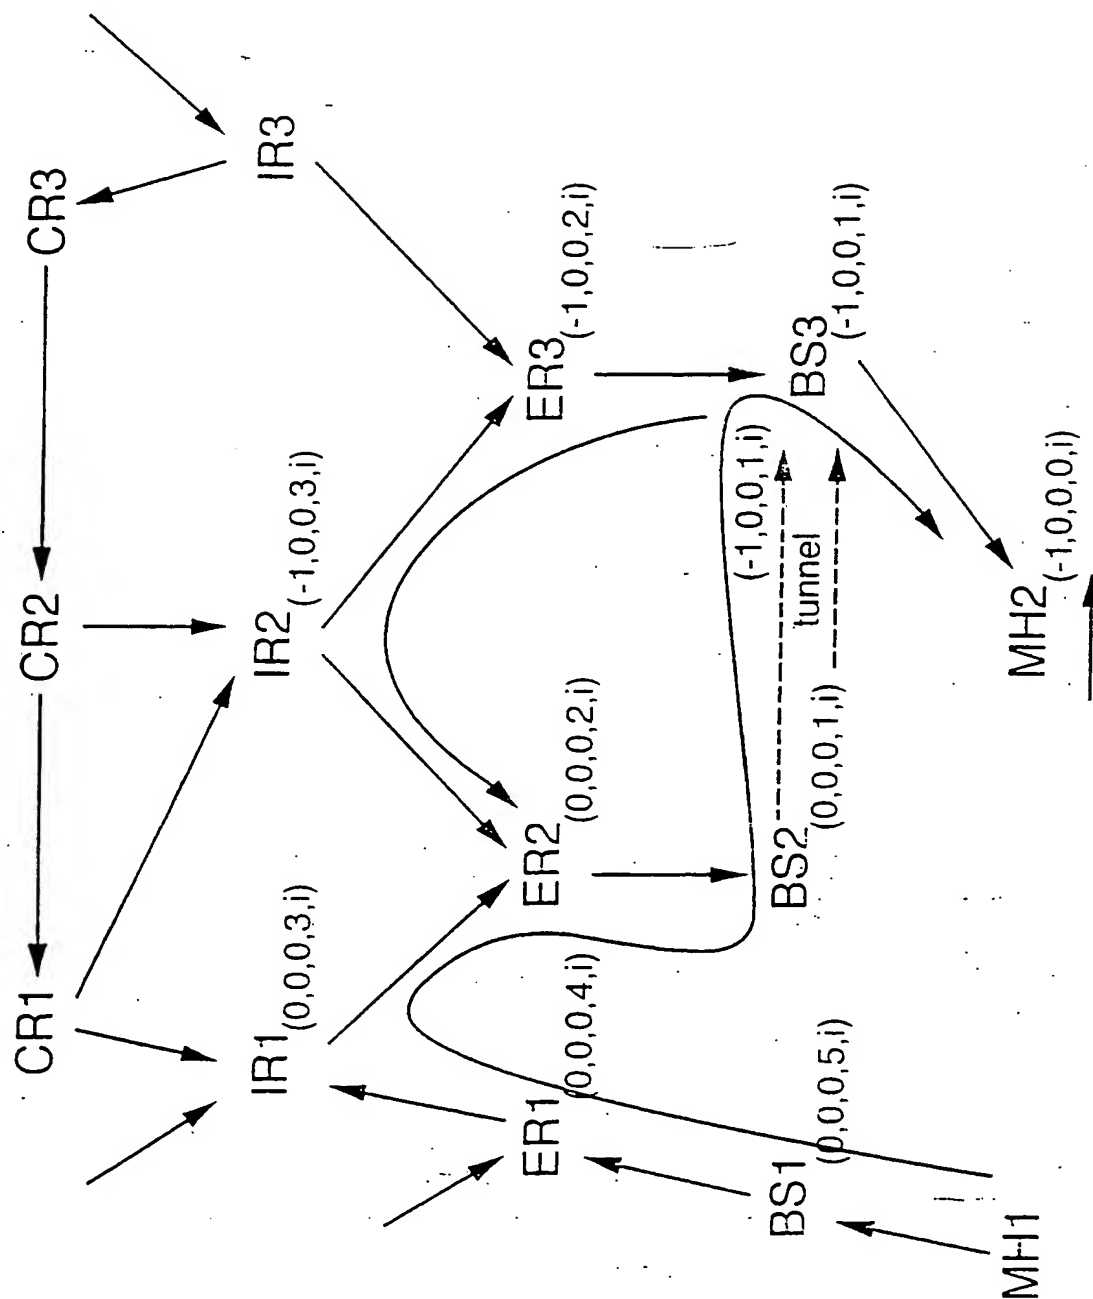 CR1
CR2
CR3
IR1
(0,0,0,3,i)
IR2
(-1,0,0,3,i)
IR3
ER1
(0,0,0,4,i)
ER2
(0,0,0,2,i)
ER3
(-1,0,0,2,i)
BS1
(0,0,0,5,i)
BS2
(0,0,0,1,i)
(-1,0,0,1,i)
tunnel
BS3
(-1,0,0,1,i)
MH1
MH2
(-1,0,0,0,i)